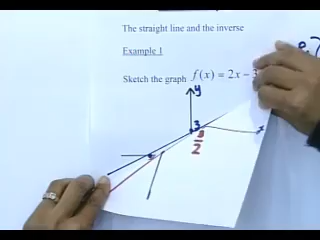 The straight line and the inverse
Example 1
Sketch the graph f(x) = 2x − 3
y
3
3
2
x